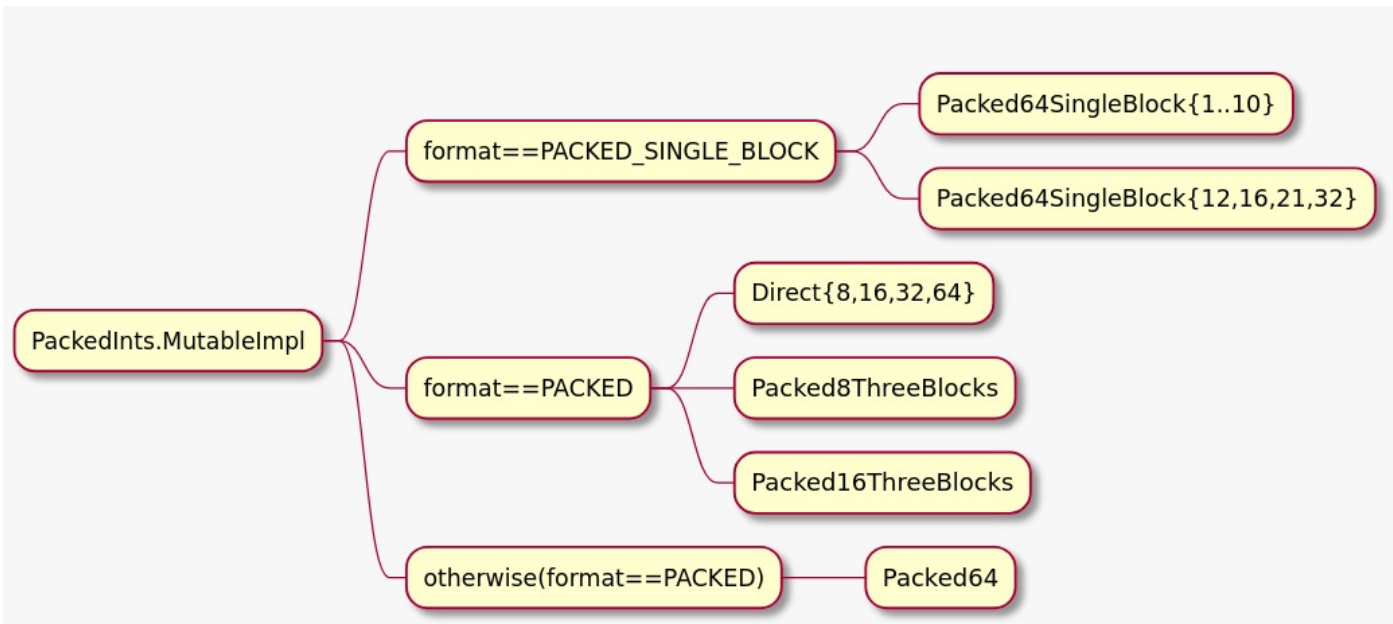 PackedInts.MutableImpl
format==PACKED_SINGLE_BLOCK
Packed64SingleBlock{1..10}
Packed64SingleBlock{12,16,21,32}
format==PACKED
Direct{8,16,32,64}
Packed8ThreeBlocks
Packed16ThreeBlocks
otherwise(format==PACKED)
Packed64